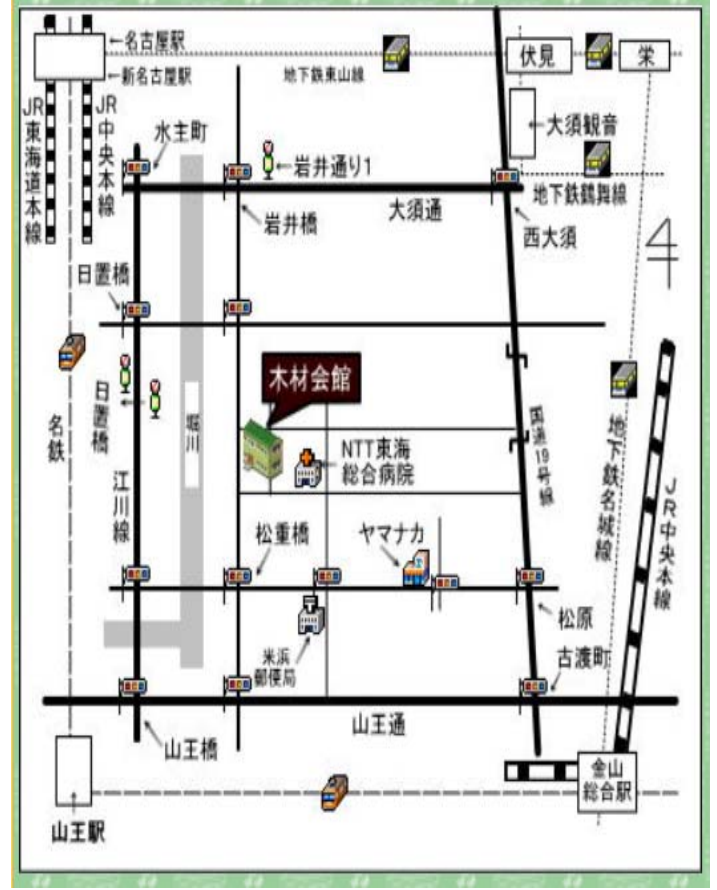 ←名古屋駅
←新名古屋駅
地下鉄東山線
伏見
栄
JR東海道本線
JR中央本線
水主町
←岩井通り1
←大須観音
地下鉄鶴舞線
大須通
岩井橋
西大須
日置橋
木材会館
日置橋
名鉄
堀川
国道19号線
地下鉄名城線
NTT東海
総合病院
江川線
JR中央本線
松重橋
ヤマナカ
松原
米浜
郵便局
古渡町
山王通
山王橋
金山
総合駅
山王駅